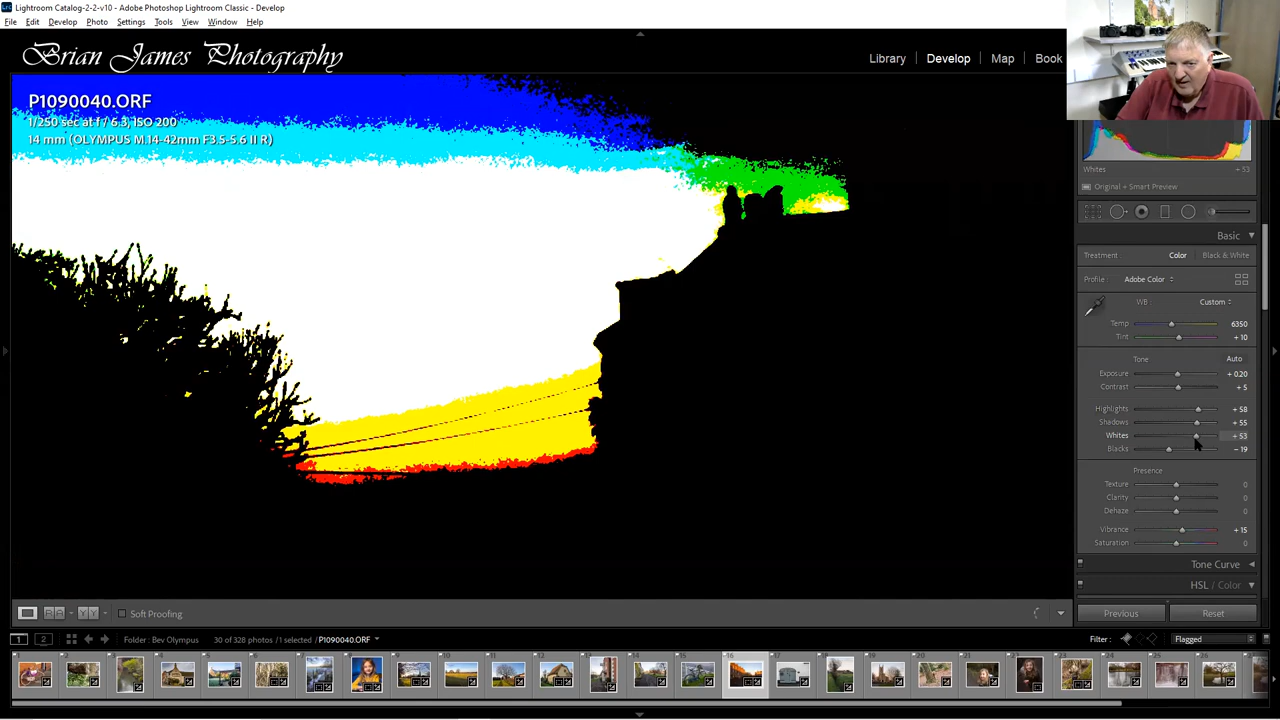 Lightroom Catalog-2-2-v10 - Adobe Photoshop Lightroom Classic - Develop
File Edit Develop Photo Settings Tools View Window Help
Brian James Photography
Library | Develop | Map | Book
P1090040.ORF
1/250 sec at f / 6.3, ISO 200
14 mm (OLYMPUS M.14-42mm F3.5-5.6 II R)
Whites + 53
Original + Smart Preview
Basic
Treatment : Color Black & White
Profile : Adobe Color
WB : Custom
Temp 6350
Tint + 10
Tone Auto
Exposure + 0.20
Contrast + 5
Highlights + 58
Shadows + 55
Whites + 53
Blacks - 19
Presence
Texture 0
Clarity 0
Dehaze 0
Vibrance + 15
Saturation 0
Tone Curve
HSL / Color
Soft Proofing
Previous Reset
1 2 Folder : Bev Olympus 30 of 328 photos / 1 selected / P1090040.ORF Filter : Flagged